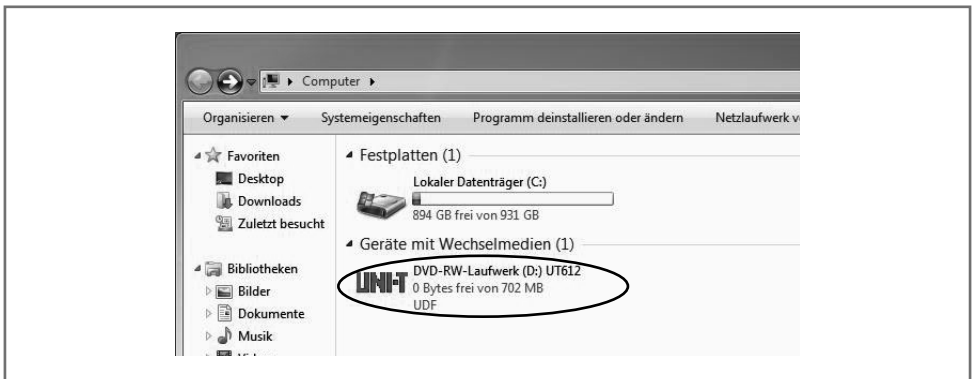 Computer
Organisieren Systemeigenschaften Programm deinstallieren oder ändern Netzlaufwerk
Favoriten
Desktop
Downloads
Zuletzt besucht
Bibliotheken
Bilder
Dokumente
Musik
Festplatten (1)
Lokaler Datenträger (C:)
894 GB frei von 931 GB
Geräte mit Wechselmedien (1)
UNI-T
DVD-RW-Laufwerk (D:) UT612
0 Bytes frei von 702 MB
UDF